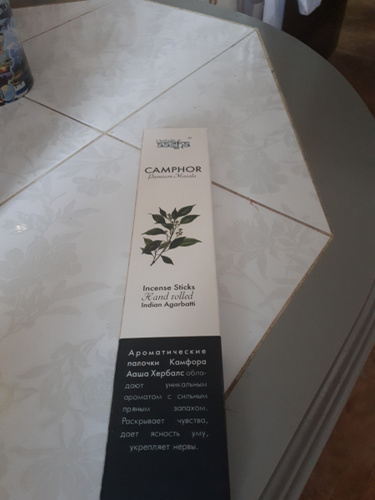 CAMPHOR
Premium Masala
Incense Sticks
Hand rolled
Indian Agarbatti
Ароматические
палочки Камфора
Ааша Хербалс обла-
дают уникальным
ароматом с сильным
пряным запахом.
Раскрывает чувства,
дает ясность уму,
укрепляет нервы.